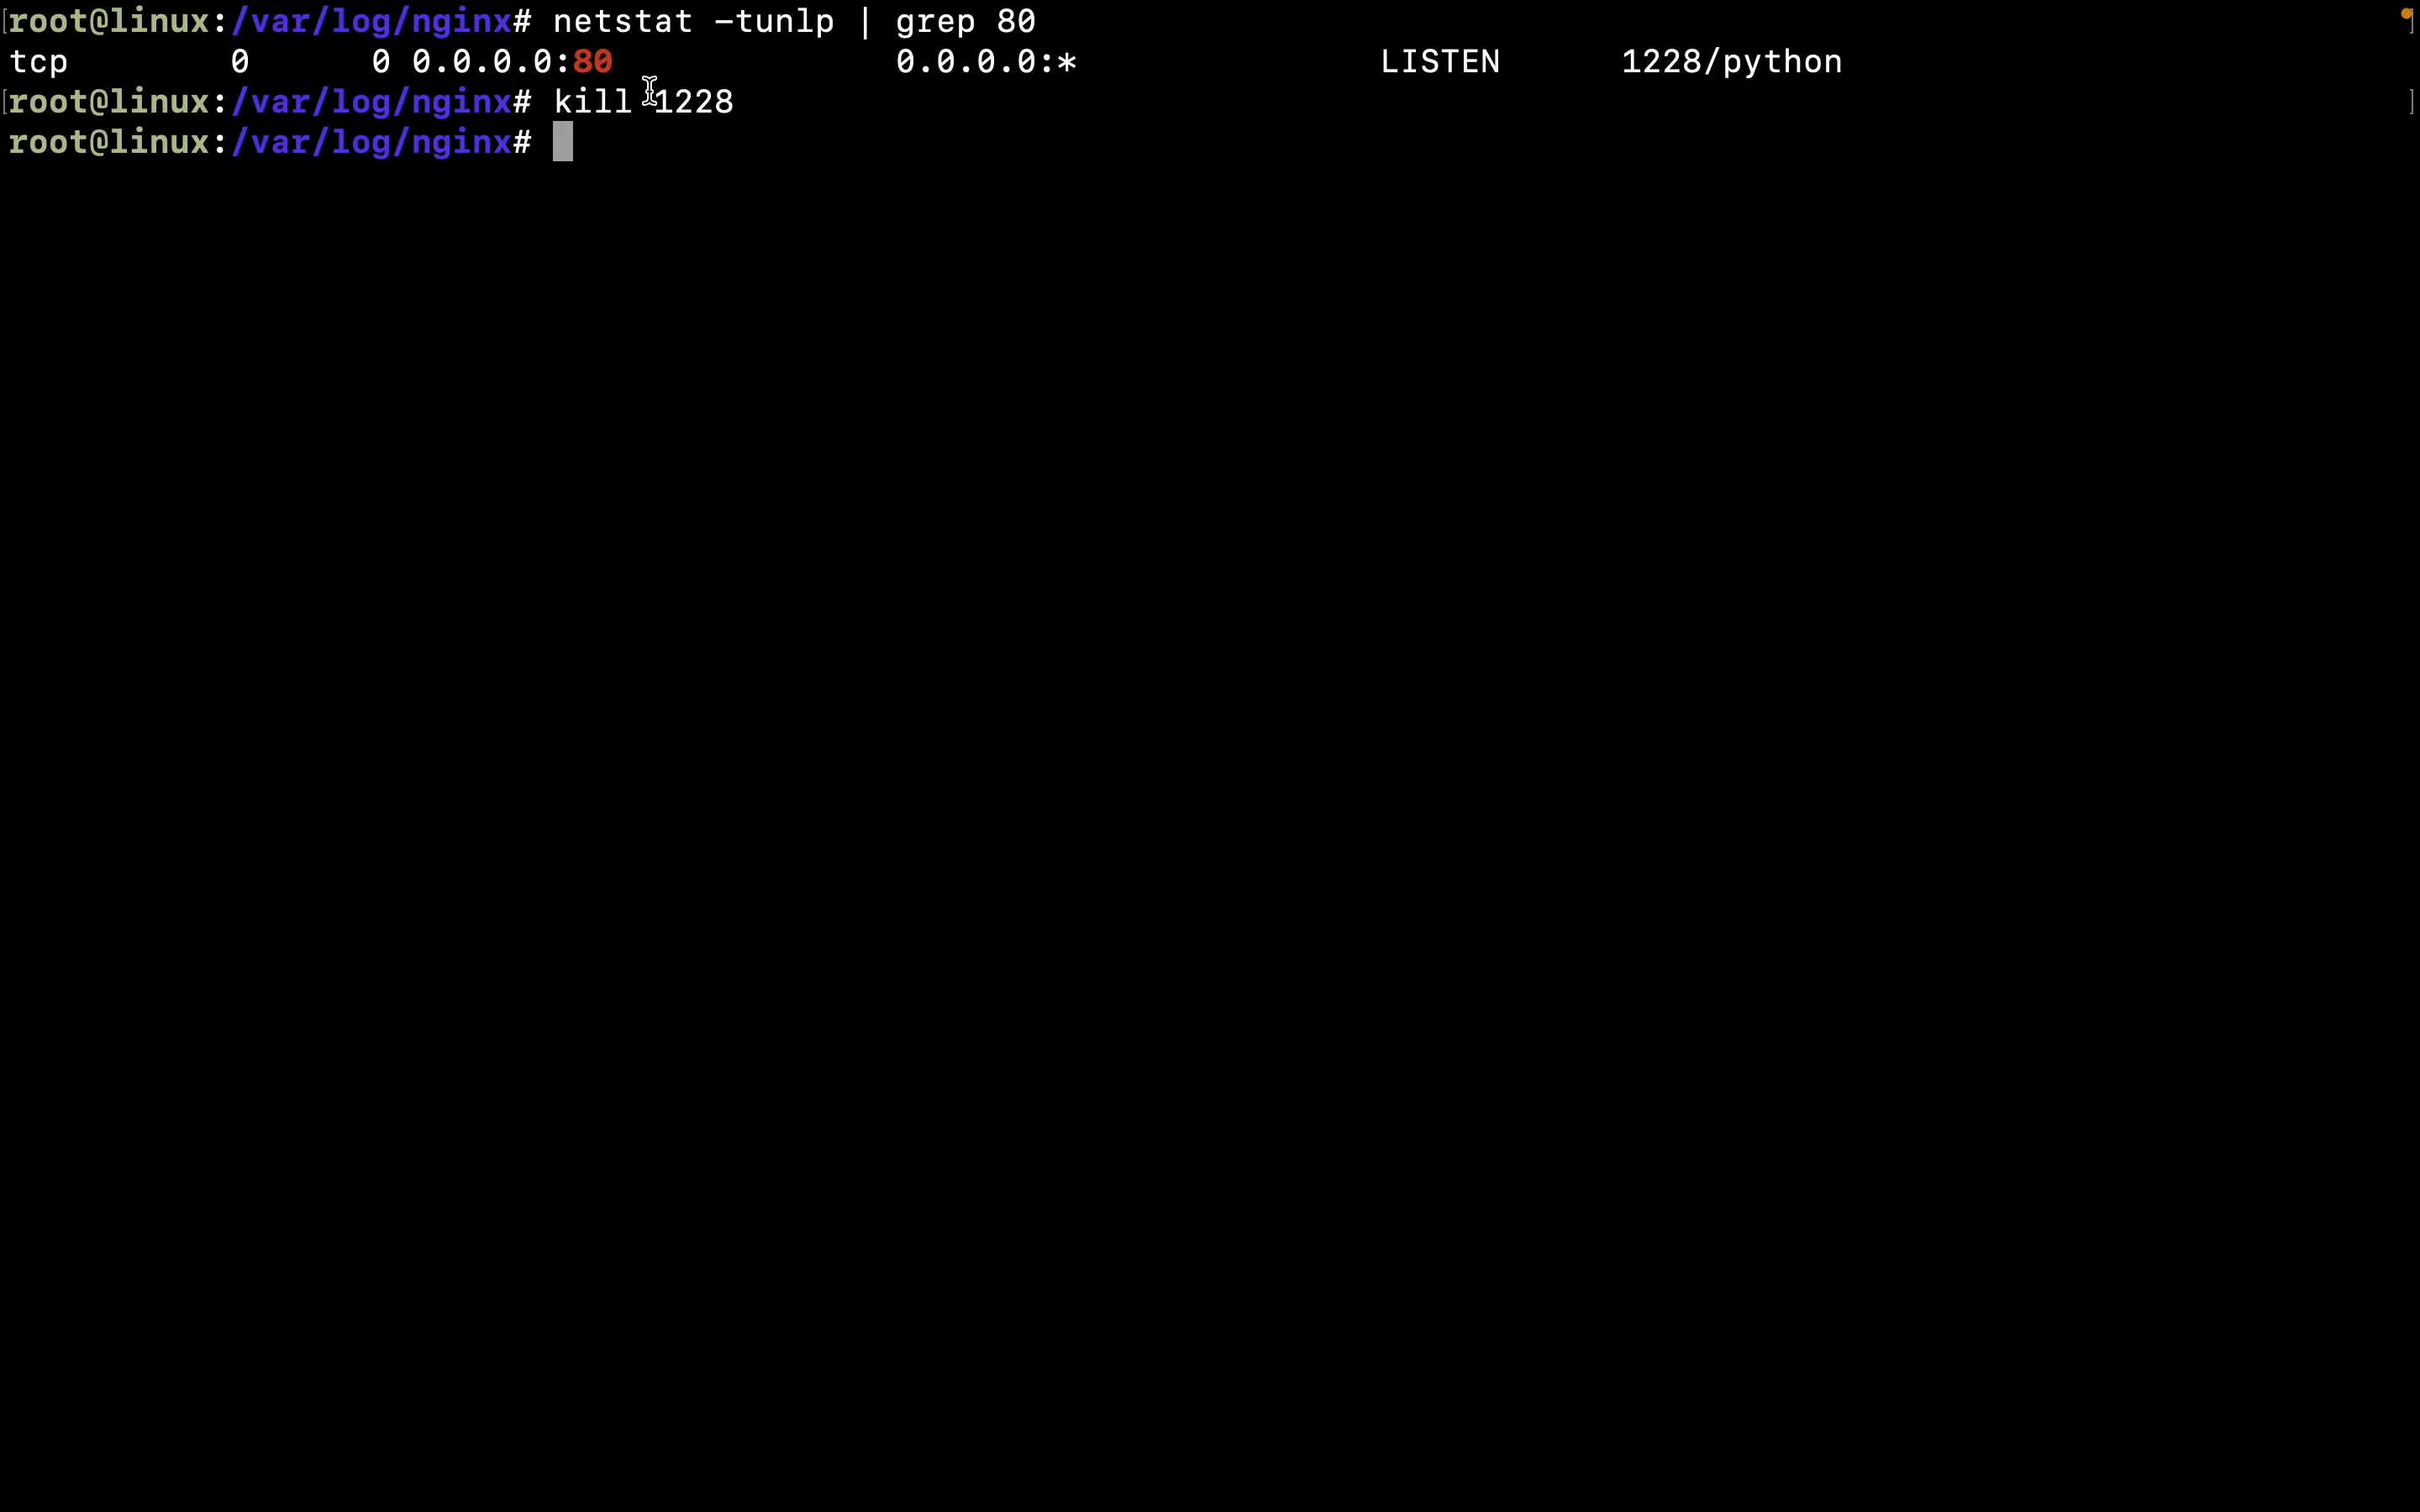 root@linux:/var/log/nginx# netstat -tunlp | grep 80
tcp        0      0 0.0.0.0:80              0.0.0.0:*               LISTEN      1228/python
root@linux:/var/log/nginx# kill 1228
root@linux:/var/log/nginx#